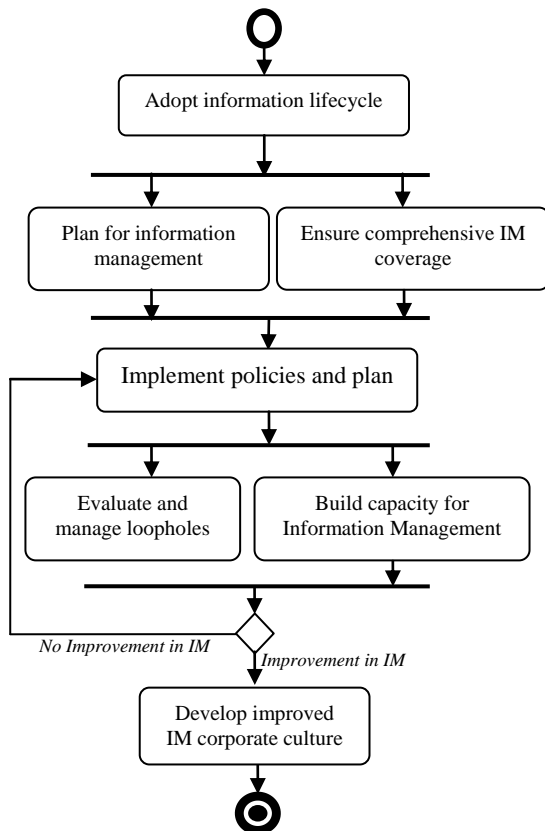 Adopt information lifecycle
Plan for information
management
Ensure comprehensive IM
coverage
Implement policies and plan
Evaluate and
manage loopholes
Build capacity for
Information Management
No Improvement in IM
Improvement in IM
Develop improved
IM corporate culture